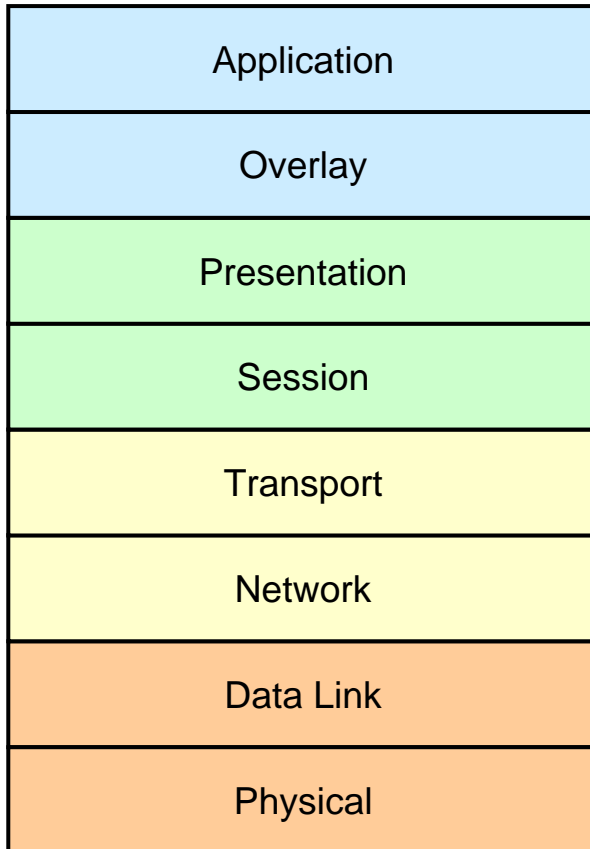 Application
Overlay
Presentation
Session
Transport
Network
Data Link
Physical